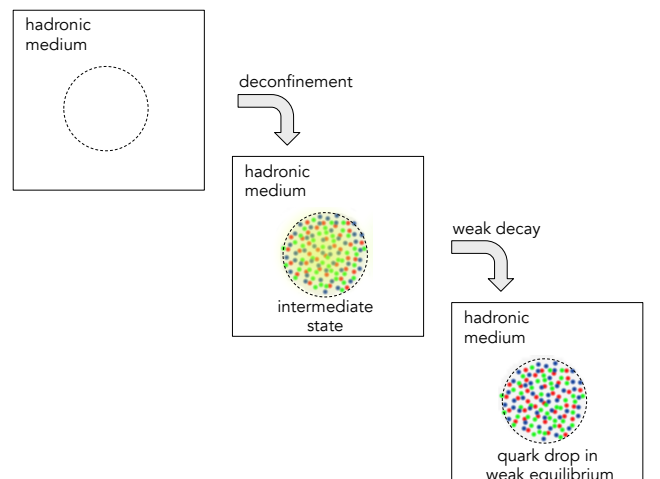 hadronic
medium
deconfinement
hadronic
medium
intermediate
state
weak decay
hadronic
medium
quark drop in
weak equilibrium